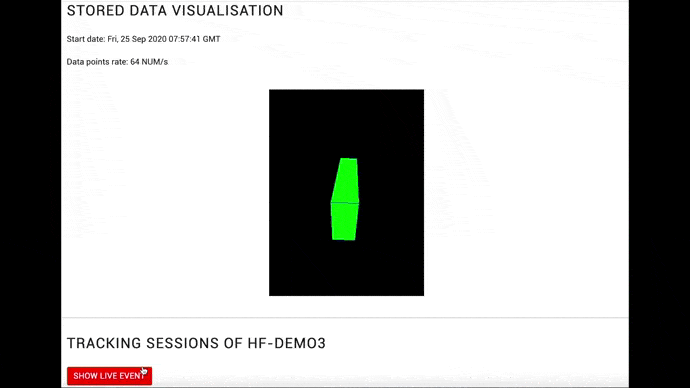 STORED DATA VISUALISATION
Start date: Fri, 25 Sep 2020 07:57:41 GMT
Data points rate: 64 NUM/s
TRACKING SESSIONS OF HF-DEMO3
SHOW LIVE EVENT